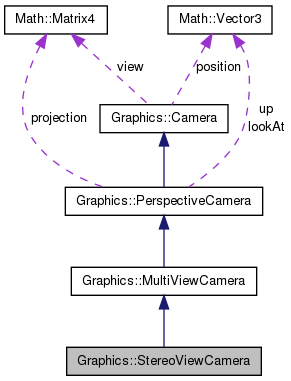 Math::Matrix4
Math::Vector3
view
position
projection
Graphics::Camera
up
lookAt
Graphics::PerspectiveCamera
Graphics::MultiViewCamera
Graphics::StereoViewCamera